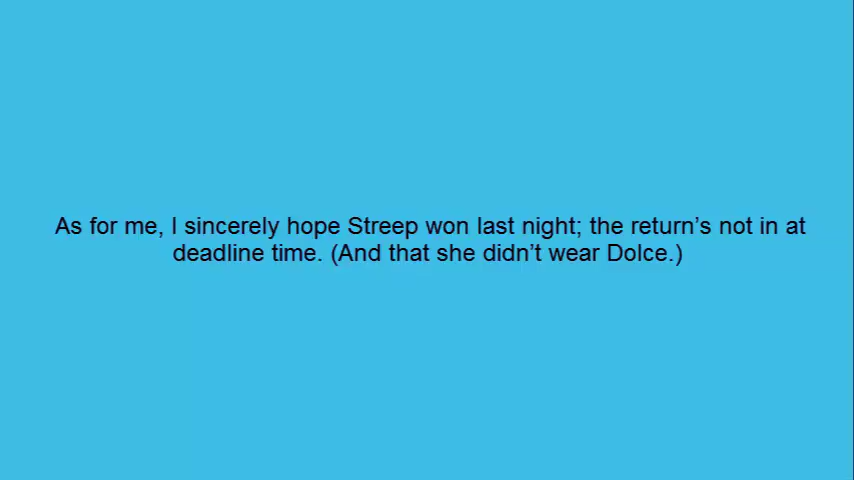 As for me, I sincerely hope Streep won last night; the return’s not in at
deadline time. (And that she didn’t wear Dolce.)